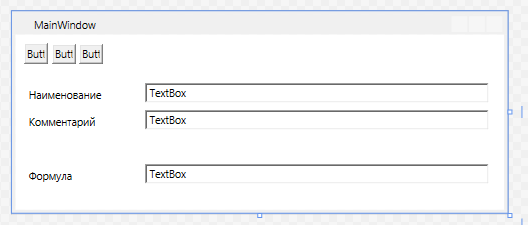 MainWindow
Butt Butt Butt
Наименование TextBox
Комментарий TextBox
Формула TextBox